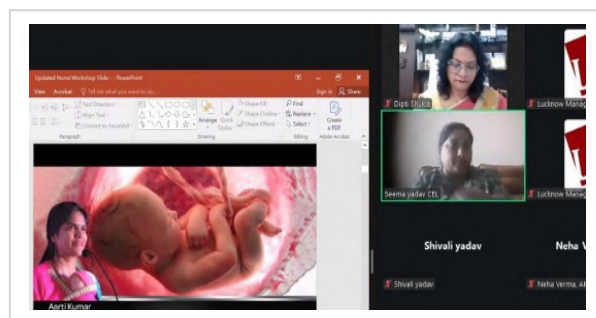 Updated Nurse Workshop Slide - PowerPoint
View Acrobat Tell me what you want to do...
Sign in Share
Text Direction
Align Text
Convert to SmartArt
Paragraph
Arrange
Quick
Styles
Shape Fill
Shape Outline
Shape Effects
Drawing
Find
Replace
Select
Editing
Create
a PDF
Adobe Acrobat
Aarti Kumar
Dipti Shukla
Lucknow Manag
Seema yadav CEL
Lucknow Manag
Shivali yadav
Neha V
Shivali yadav
Neha Verma, Ak